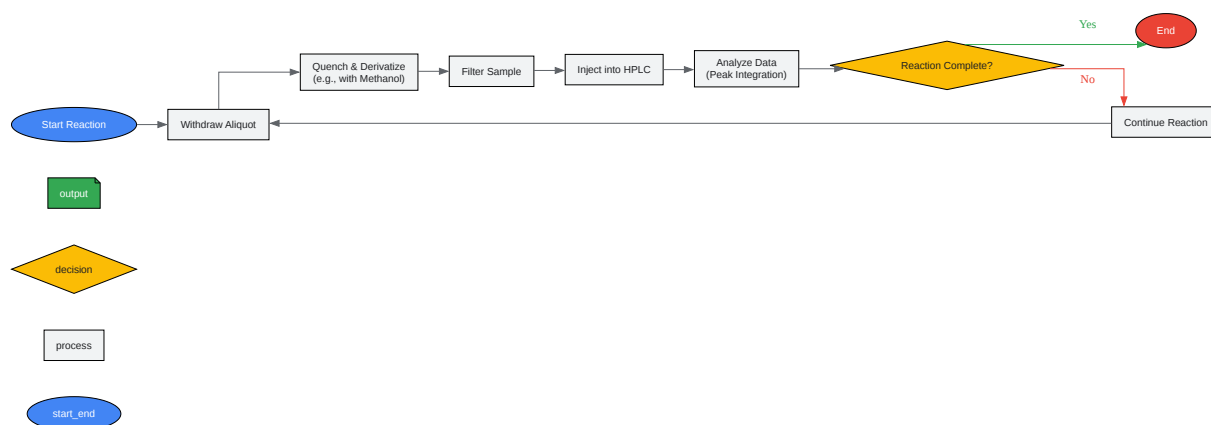 Start Reaction
Withdraw Aliquot
Quench & Derivatize
(e.g., with Methanol)
Filter Sample
Inject into HPLC
Analyze Data
(Peak Integration)
Reaction Complete?
Yes
End
No
Continue Reaction
output
decision
process
start_end